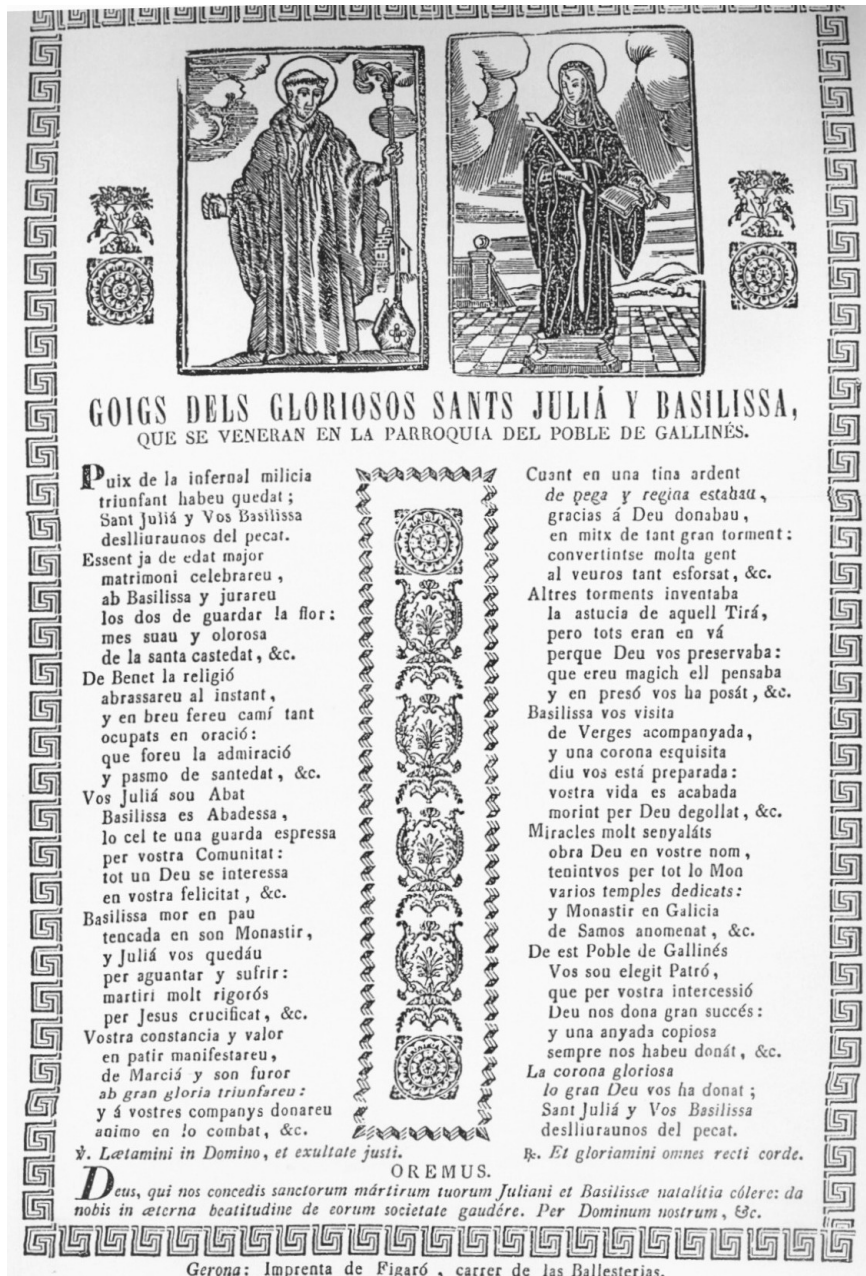 GOIGS DELS GLORIOSOS SANTS JULIÁ Y BASILISSA,
QUE SE VENERAN EN LA PARROQUIA DEL POBLE DE GALLINÉS.
Puix de la infernal milicia
triunfant habeu quedat;
Sant Juliá y Vos Basilissa
deslliuraunos del pecat.
Essent ja de edat major
matrimoni celebrareu,
ab Basilissa y jurareu
los dos de guardar la flor:
mes suau y olorosa
de la santa castedat, &c.
De Benet la religió
abrassareu al instant,
y en breu fereu camí tant
ocupats en oració:
que foreu la admiració
y pasmo de santedat, &c.
Vos Juliá sou Abat
Basilissa es Abadessa,
lo cel te una guarda espressa
per vostra Comunitat:
tot un Deu se interessa
en vostra felicitat, &c.
Basilissa mor en pau
tencada en son Monastir,
y Juliá vos quedáu
per aguantar y sufrir:
martiri molt rigorós
per Jesus crucificat, &c.
Vostra constancia y valor
en patir manifestareu,
de Marciá y son furor
ab gran gloria triunfareu:
y á vostres companys donareu
animo en lo combat, &c.
Cuant en una tina ardent
de pega y regina estabau,
gracias á Deu donabau,
en mitx de tant gran torment:
convertintse molta gent
al veuros tant esforsat, &c.
Altres torments inventaba
la astucia de aquell Tirá,
pero tots eran en vá
perque Deu vos preservaba:
que ereu magich ell pensaba
y en presó vos ha posát, &c.
Basilissa vos visita
de Verges acompanyada,
y una corona esquisita
diu vos está preparada:
vostra vida es acabada
morint per Deu degollat, &c.
Miracles molt senyaláts
obra Deu en vostre nom,
tenintvos per tot lo Mon
varios temples dedicats:
y Monastir en Galicia
de Samos anomenat, &c.
De est Poble de Gallinés
Vos sou elegit Patró,
que per vostra intercessió
Deu nos dona gran succés:
y una anyada copiosa
sempre nos habeu donát, &c.
La corona gloriosa
lo gran Deu vos ha donat;
Sant Juliá y Vos Basilissa
deslliuraunos del pecat.
℣. Lætamini in Domino, et exultate justi.
℟. Et gloriamini omnes recti corde.
OREMUS.
Deus, qui nos concedis sanctorum mártirum tuorum Juliani et Basilissæ natalítia cólere: da
nobis in æterna beatitudine de eorum societate gaudére. Per Dominum nostrum, &c.
Gerona: Imprenta de Figaró, carrer de las Ballesterias.